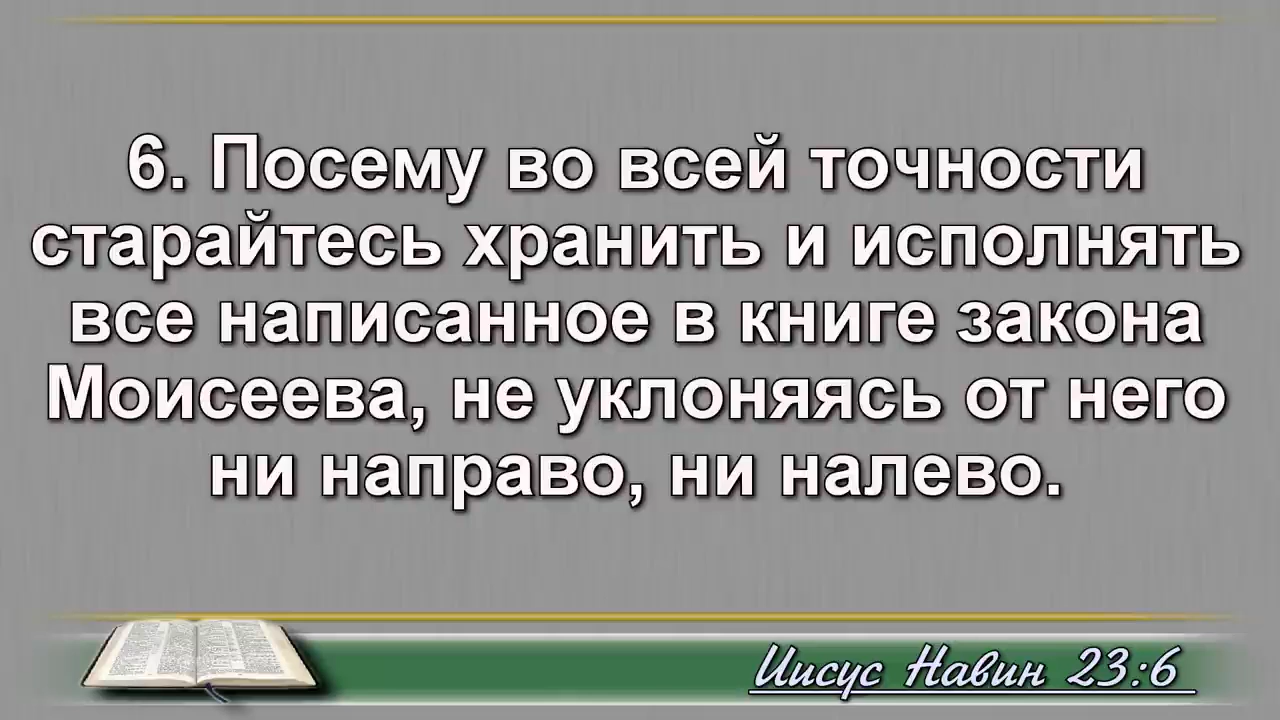 6. Посему во всей точности
старайтесь хранить и исполнять
все написанное в книге закона
Моисеева, не уклоняясь от него
ни направо, ни налево.
Иисус Навин 23:6